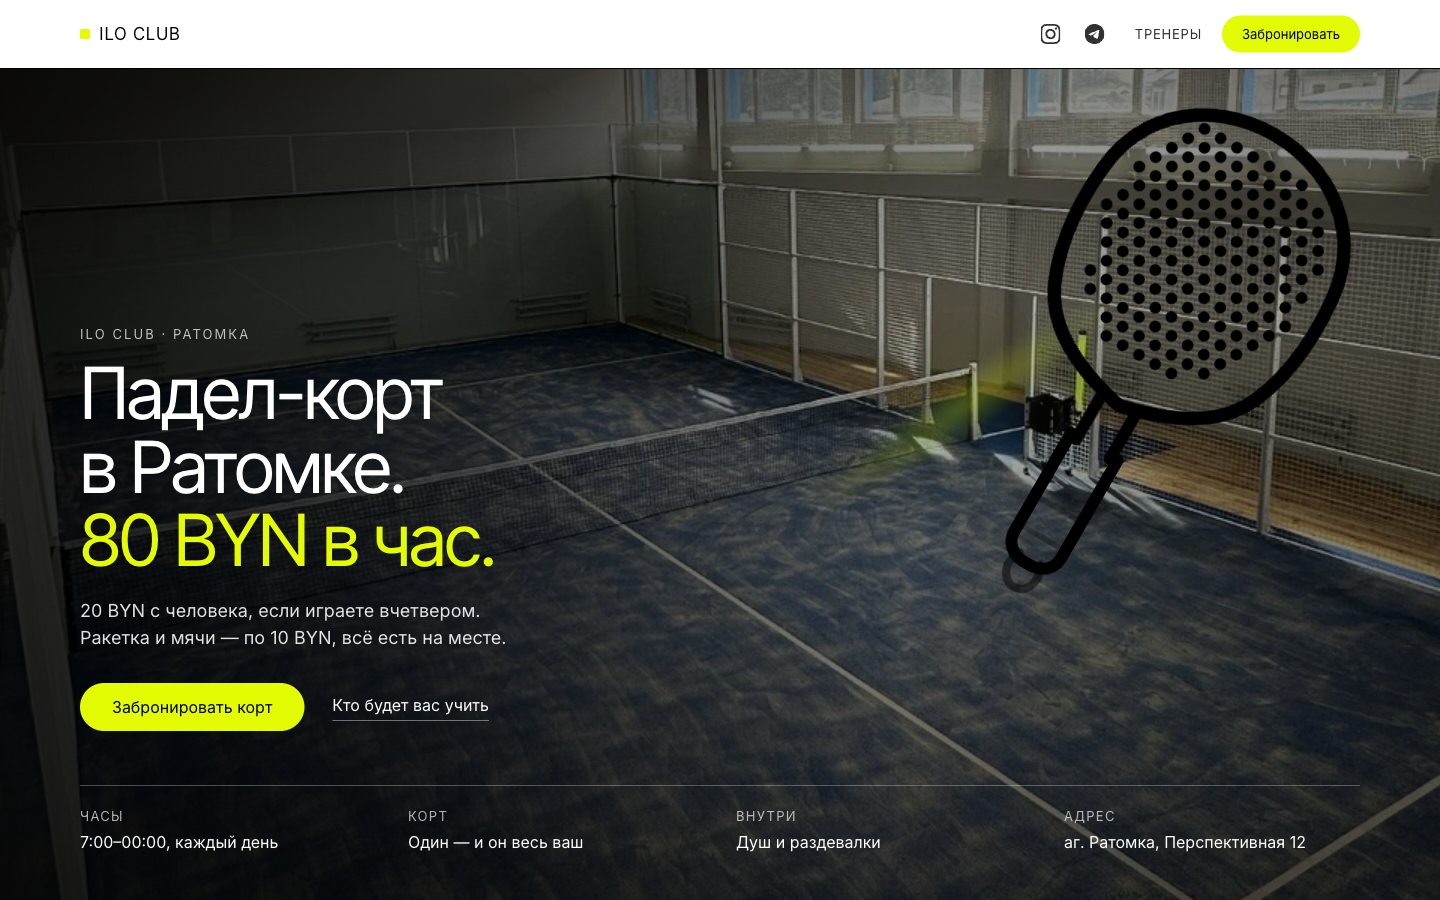 ILO CLUB
ТРЕНЕРЫ
Забронировать
ILO CLUB · РАТОМКА
Падел-корт
в Ратомке.
80 BYN в час.
20 BYN с человека, если играете вчетвером.
Ракетка и мячи — по 10 BYN, всё есть на месте.
Забронировать корт
Кто будет вас учить
ЧАСЫ
7:00–00:00, каждый день
КОРТ
Один — и он весь ваш
ВНУТРИ
Душ и раздевалки
АДРЕС
аг. Ратомка, Перспективная 12